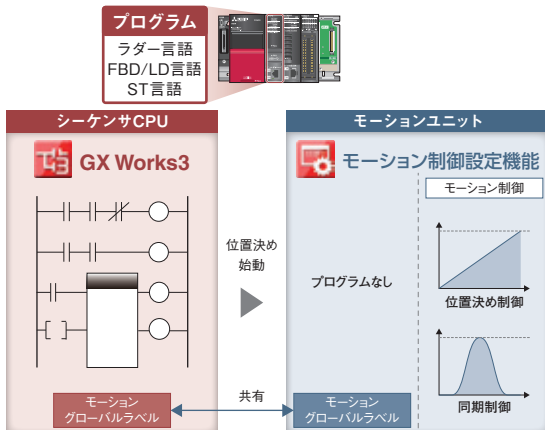 プログラム
ラダー言語
FBD/LD言語
ST言語
シーケンサCPU
GX Works3
位置決め
始動
モーション
グローバルラベル
共有
モーションユニット
モーション制御設定機能
プログラムなし
モーション制御
位置決め制御
同期制御
モーション
グローバルラベル